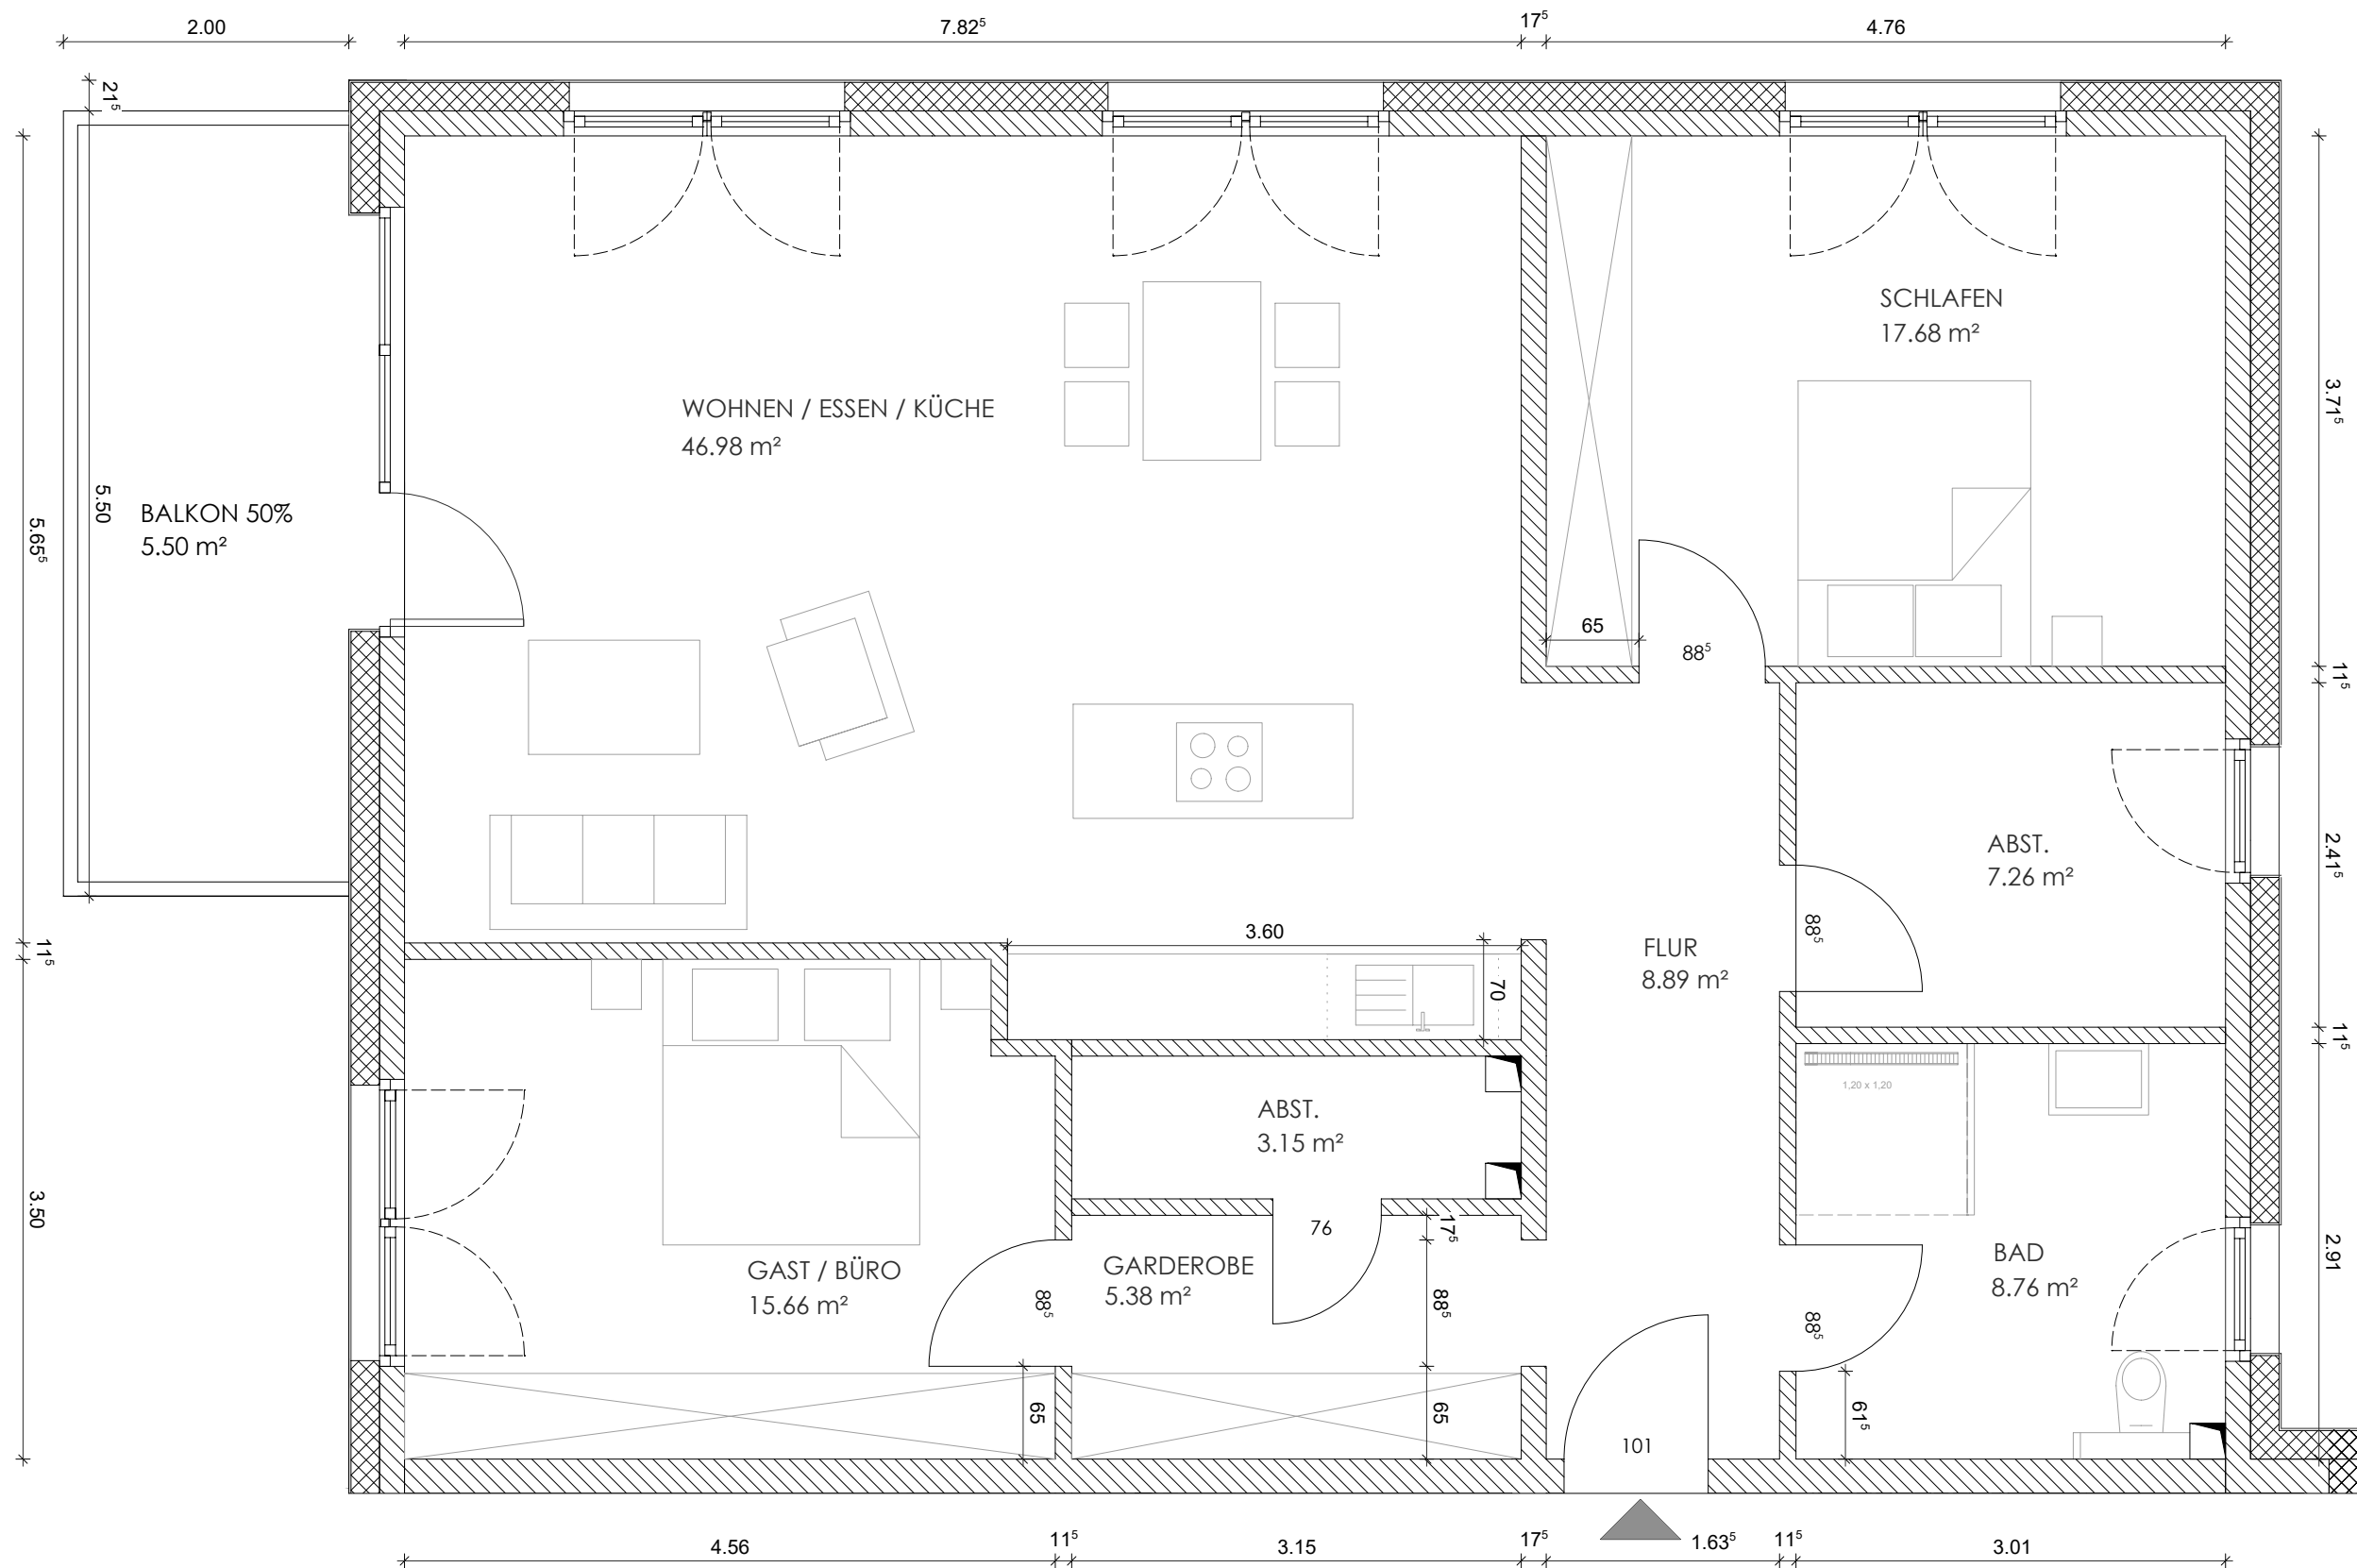 2.00
7.82⁵
17⁵
4.76
21⁵
SCHLAFEN
17.68 m²
3.71⁵
WOHNEN / ESSEN / KÜCHE
46.98 m²
5.50
5.65⁵
BALKON 50%
5.50 m²
65
88⁵
11⁵
ABST.
7.26 m²
2.41⁵
88⁵
3.60
FLUR
8.89 m²
11⁵
70
11⁵
1,20 x 1,20
ABST.
3.15 m²
3.50
76
17⁵
BAD
8.76 m²
2.91
GAST / BÜRO
15.66 m²
88⁵
GARDEROBE
5.38 m²
88⁵
88⁵
65
65
61⁵
101
4.56
11⁵
3.15
17⁵
1.63⁵
11⁵
3.01